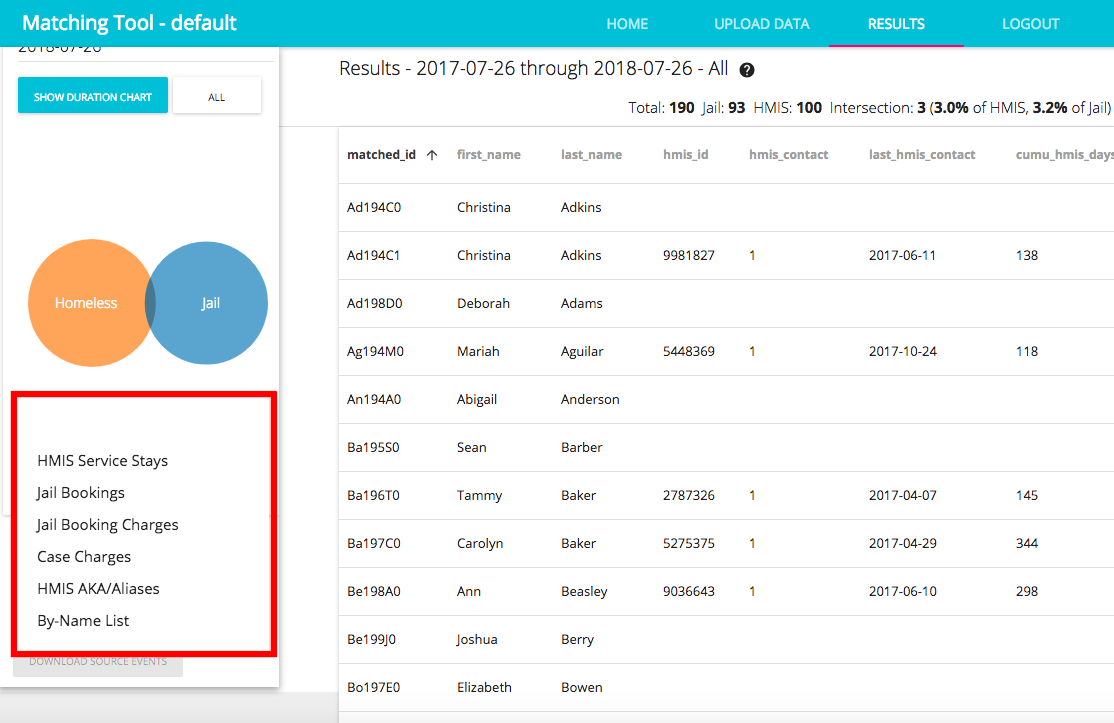 Matching Tool - default HOME UPLOAD DATA RESULTS LOGOUT
2018-07-26
SHOW DURATION CHART ALL
Homeless Jail
HMIS Service Stays
Jail Bookings
Jail Booking Charges
Case Charges
HMIS AKA/Aliases
By-Name List
DOWNLOAD SOURCE EVENTS
Results - 2017-07-26 through 2018-07-26 - All ?
Total: 190 Jail: 93 HMIS: 100 Intersection: 3 (3.0% of HMIS, 3.2% of Jail)
matched_id first_name last_name hmis_id hmis_contact last_hmis_contact cumu_hmis_days
Ad194C0 Christina Adkins
Ad194C1 Christina Adkins 9981827 1 2017-06-11 138
Ad198D0 Deborah Adams
Ag194M0 Mariah Aguilar 5448369 1 2017-10-24 118
An194A0 Abigail Anderson
Ba195S0 Sean Barber
Ba196T0 Tammy Baker 2787326 1 2017-04-07 145
Ba197C0 Carolyn Baker 5275375 1 2017-04-29 344
Be198A0 Ann Beasley 9036643 1 2017-06-10 298
Be199J0 Joshua Berry
Bo197E0 Elizabeth Bowen